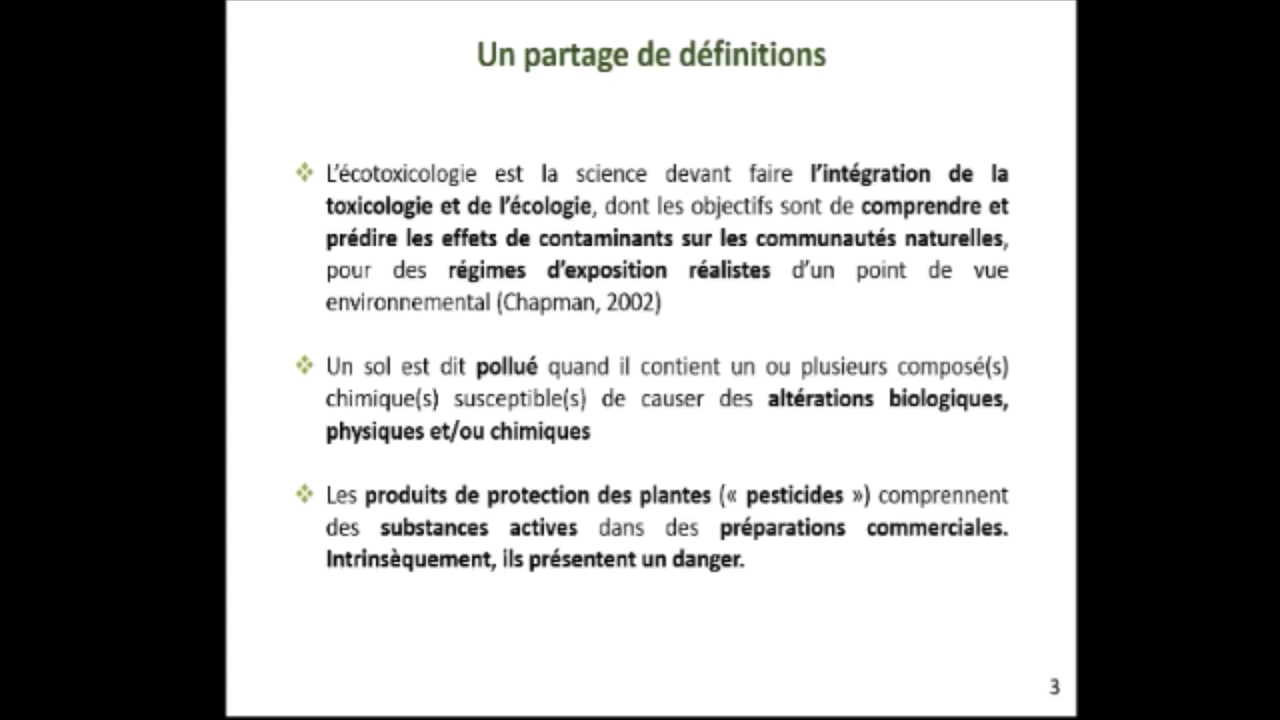 Un partage de définitions
L'écotoxicologie est la science devant faire l'intégration de la
toxicologie et de l'écologie, dont les objectifs sont de comprendre et
prédire les effets de contaminants sur les communautés naturelles,
pour des régimes d'exposition réalistes d'un point de vue
environnemental (Chapman, 2002)
Un sol est dit pollué quand il contient un ou plusieurs composé(s)
chimique(s) susceptible(s) de causer des altérations biologiques,
physiques et/ou chimiques
Les produits de protection des plantes (« pesticides ») comprennent
des substances actives dans des préparations commerciales.
Intrinsèquement, ils présentent un danger.
3